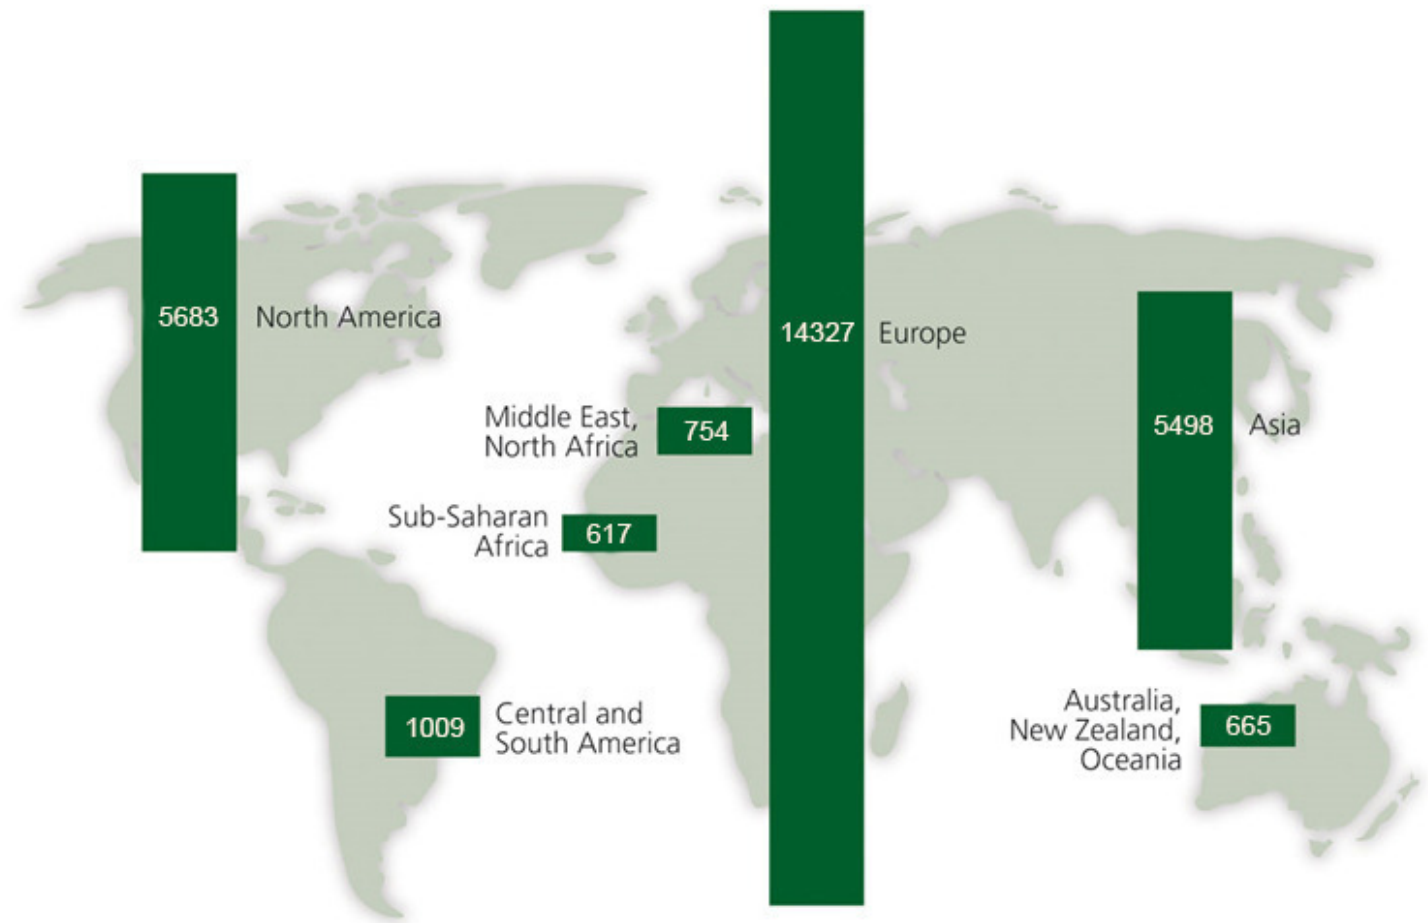 5683
North America
14327
Europe
Middle East,
North Africa
754
5498
Asia
Sub-Saharan
Africa
617
1009
Central and
South America
Australia,
New Zealand,
Oceania
665